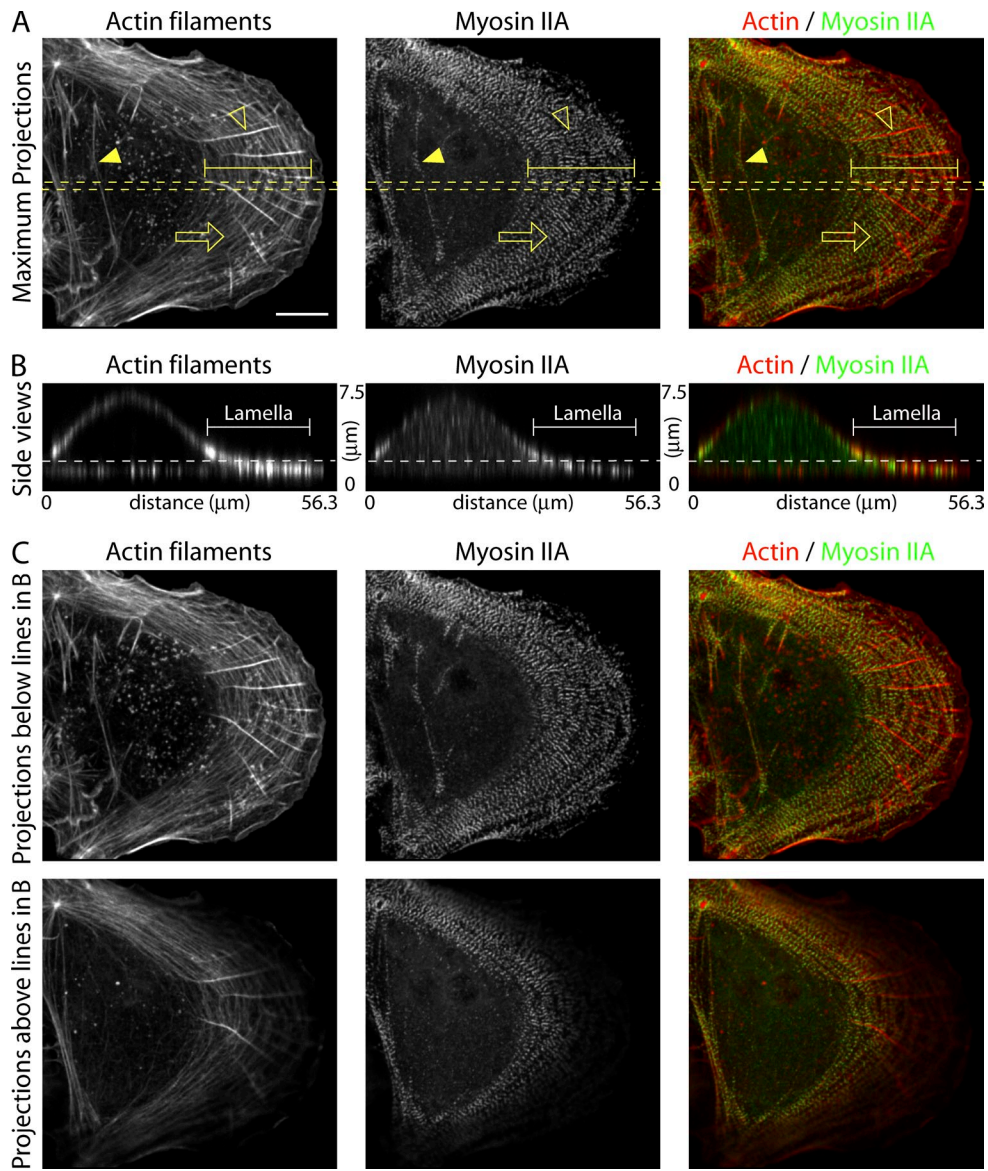 A
Actin filaments
Myosin IIA
Actin / Myosin IIA
Maximum Projections
B
Actin filaments
Myosin IIA
Actin / Myosin IIA
Side views
Lamella
7.5
(μm)
0
Lamella
7.5
(μm)
0
Lamella
0
distance (μm)
56.3
0
distance (μm)
56.3
0
distance (μm)
56.3
C
Actin filaments
Myosin IIA
Actin / Myosin IIA
Projections below lines in B
Projections above lines in B